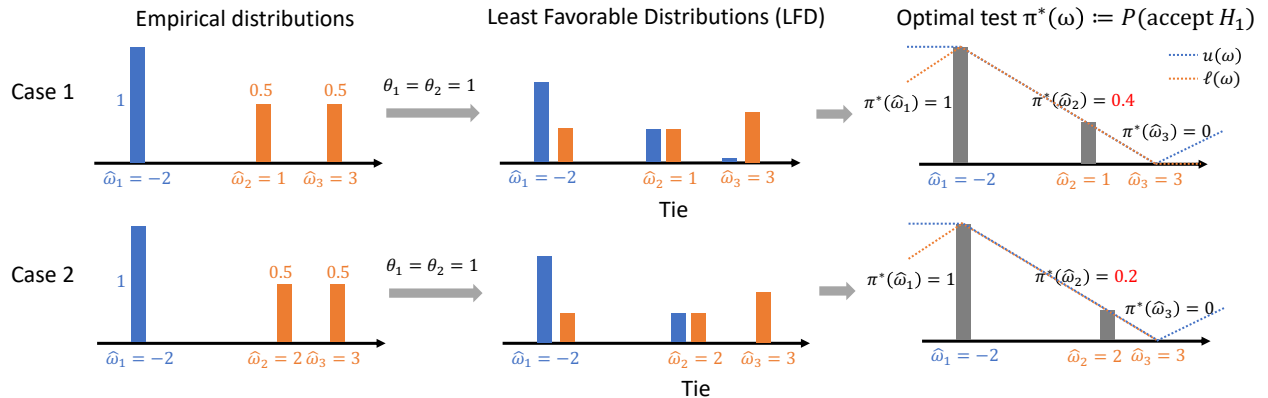 Empirical distributions
Least Favorable Distributions (LFD)
Optimal test π*(ω) ≔ P(accept H₁)
Case 1
1
0.5
0.5
ω̂₁ = −2
ω̂₂ = 1
ω̂₃ = 3
θ₁ = θ₂ = 1
ω̂₁ = −2
ω̂₂ = 1
ω̂₃ = 3
Tie
u(ω)
ℓ(ω)
π*(ω̂₁) = 1
π*(ω̂₂) = 0.4
π*(ω̂₃) = 0
ω̂₁ = −2
ω̂₂ = 1
ω̂₃ = 3
Case 2
1
0.5
0.5
ω̂₁ = −2
ω̂₂ = 2
ω̂₃ = 3
θ₁ = θ₂ = 1
ω̂₁ = −2
ω̂₂ = 2
ω̂₃ = 3
Tie
π*(ω̂₁) = 1
π*(ω̂₂) = 0.2
π*(ω̂₃) = 0
ω̂₁ = −2
ω̂₂ = 2
ω̂₃ = 3